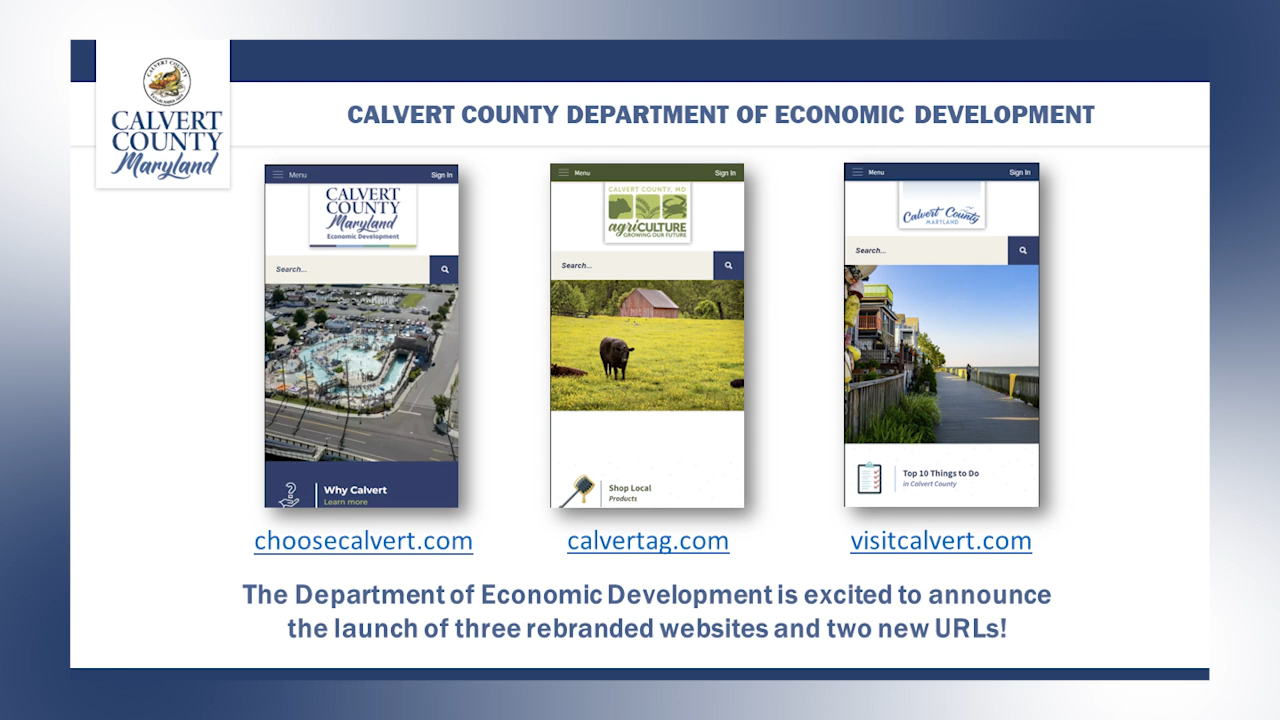 CALVERT COUNTY
CALVERT
COUNTY
Maryland
CALVERT COUNTY DEPARTMENT OF ECONOMIC DEVELOPMENT
Menu
Sign In
CALVERT
COUNTY
Maryland
Economic Development
Search...
Why Calvert
Learn more
choosecalvert.com
Menu
Sign In
CALVERT COUNTY, MD
agriCULTURE
GROWING OUR FUTURE
Search...
Shop Local
Products
calvertag.com
Menu
Sign In
Calvert County
MARYLAND
Search...
Top 10 Things to Do
in Calvert County
visitcalvert.com
The Department of Economic Development is excited to announce
the launch of three rebranded websites and two new URLs!